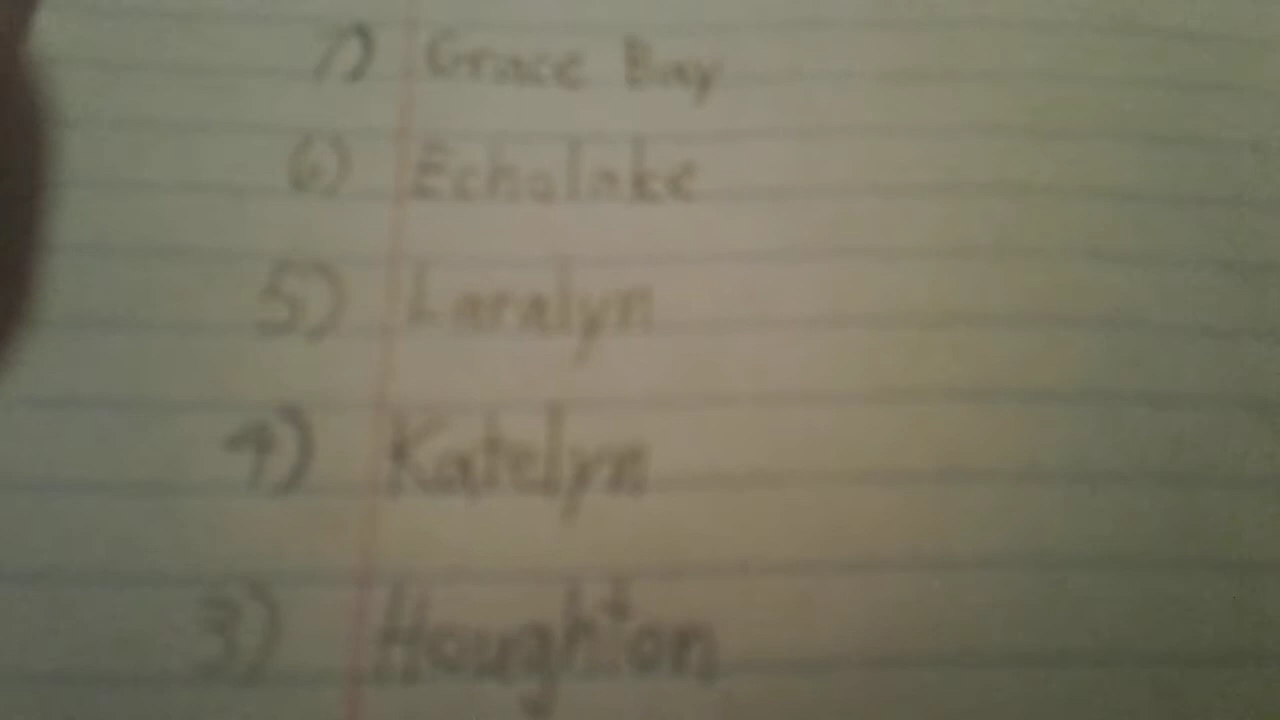 7) Grace Bay
6) Echolake
5) Laralyn
4) Katelyn
3) Houghton